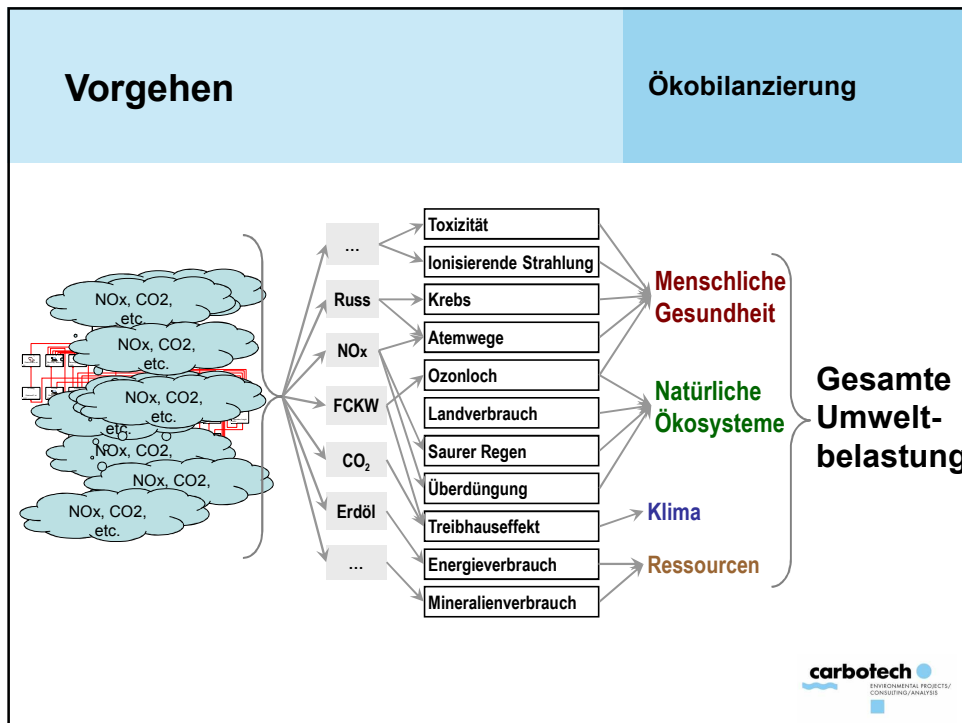 Vorgehen
Ökobilanzierung
NOx, CO2,
etc.
NOx, CO2,
etc.
NOx, CO2,
etc.
etc.
NOx, CO2,
NOx, CO2,
NOx, CO2,
etc.
...
Russ
NOx
FCKW
CO₂
Erdöl
...
Toxizität
Ionisierende Strahlung
Krebs
Atemwege
Ozonloch
Landverbrauch
Saurer Regen
Überdüngung
Treibhauseffekt
Energieverbrauch
Mineralienverbrauch
Menschliche
Gesundheit
Natürliche
Ökosysteme
Klima
Ressourcen
Gesamte
Umwelt-
belastung
carbotech
ENVIRONMENTAL PROJECTS/
CONSULTING/ANALYSIS